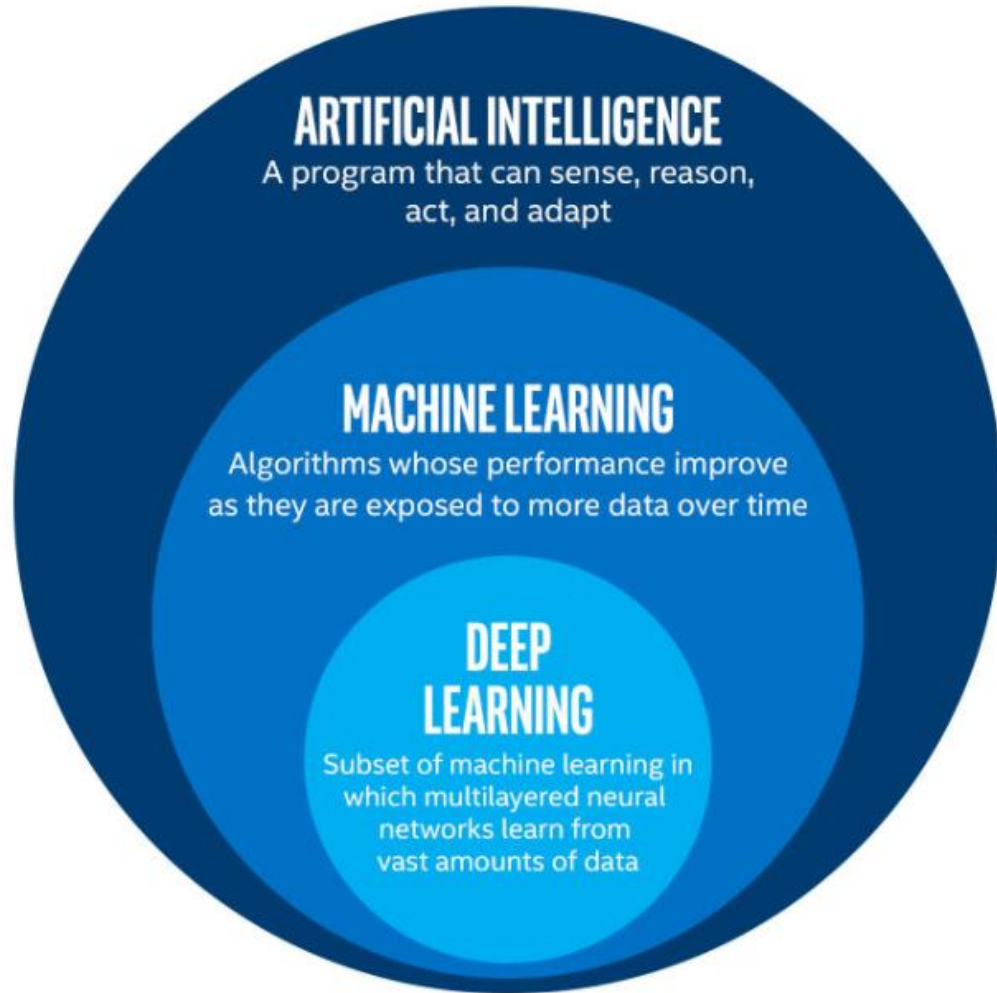 ARTIFICIAL INTELLIGENCE
A program that can sense, reason,
act, and adapt
MACHINE LEARNING
Algorithms whose performance improve
as they are exposed to more data over time
DEEP
LEARNING
Subset of machine learning in
which multilayered neural
networks learn from
vast amounts of data